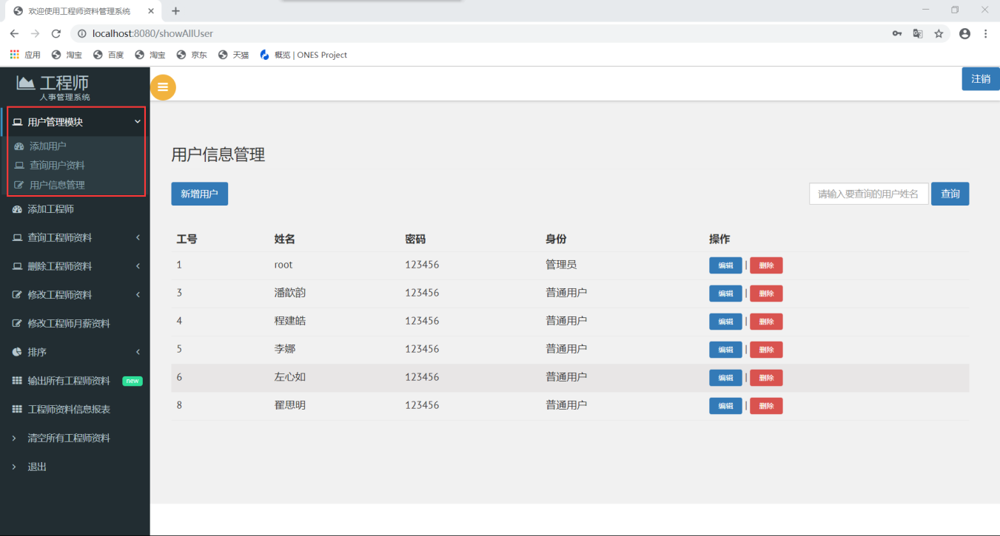 欢迎使用工程师资料管理系统
localhost:8080/showAllUser
应用 淘宝 百度 淘宝 京东 天猫 概览 | ONES Project
工程师
人事管理系统
注销
用户管理模块
添加用户
查询用户资料
用户信息管理
添加工程师
查询工程师资料
删除工程师资料
修改工程师资料
修改工程师月薪资料
排序
输出所有工程师资料 new
工程师资料信息报表
清空所有工程师资料
退出
用户信息管理
新增用户 请输入要查询的用户姓名 查询
工号 姓名 密码 身份 操作
1 root 123456 管理员 编辑 | 删除
3 潘歆韵 123456 普通用户 编辑 | 删除
4 程建皓 123456 普通用户 编辑 | 删除
5 李娜 123456 普通用户 编辑 | 删除
6 左心如 123456 普通用户 编辑 | 删除
8 翟思明 123456 普通用户 编辑 | 删除